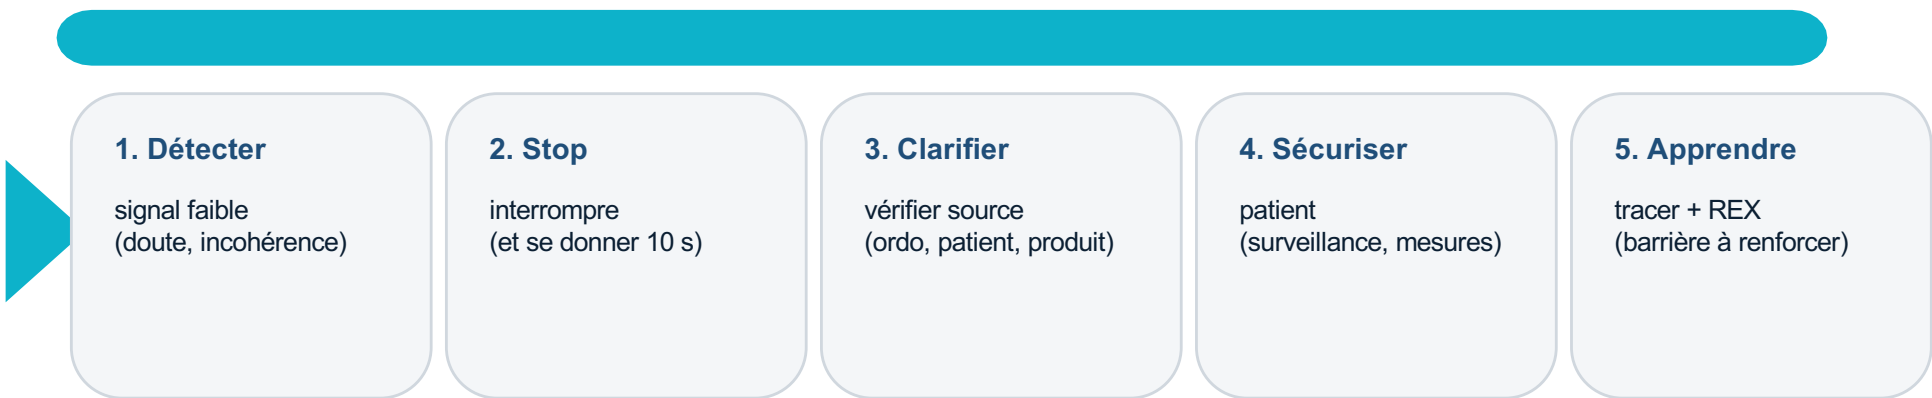 1. Détecter
signal faible
(doute, incohérence)
2. Stop
interrompre
(et se donner 10 s)
3. Clarifier
vérifier source
(ordo, patient, produit)
4. Sécuriser
patient
(surveillance, mesures)
5. Apprendre
tracer + REX
(barrière à renforcer)